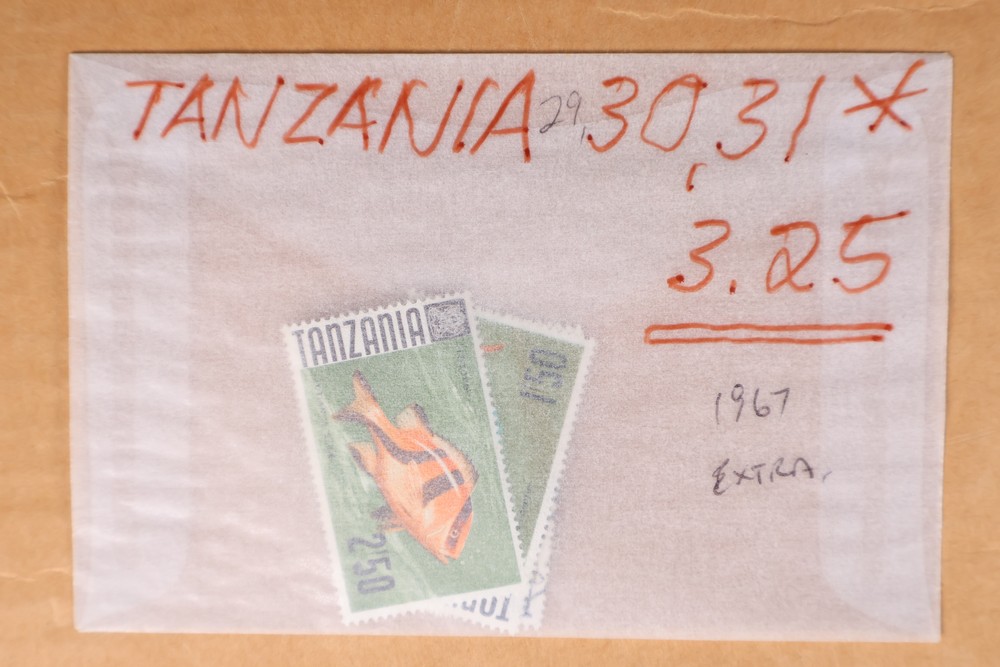 TANZANIA 29, 30, 31 *
3.25
1967
EXTRA.
TANZANIA
2'50
1'50